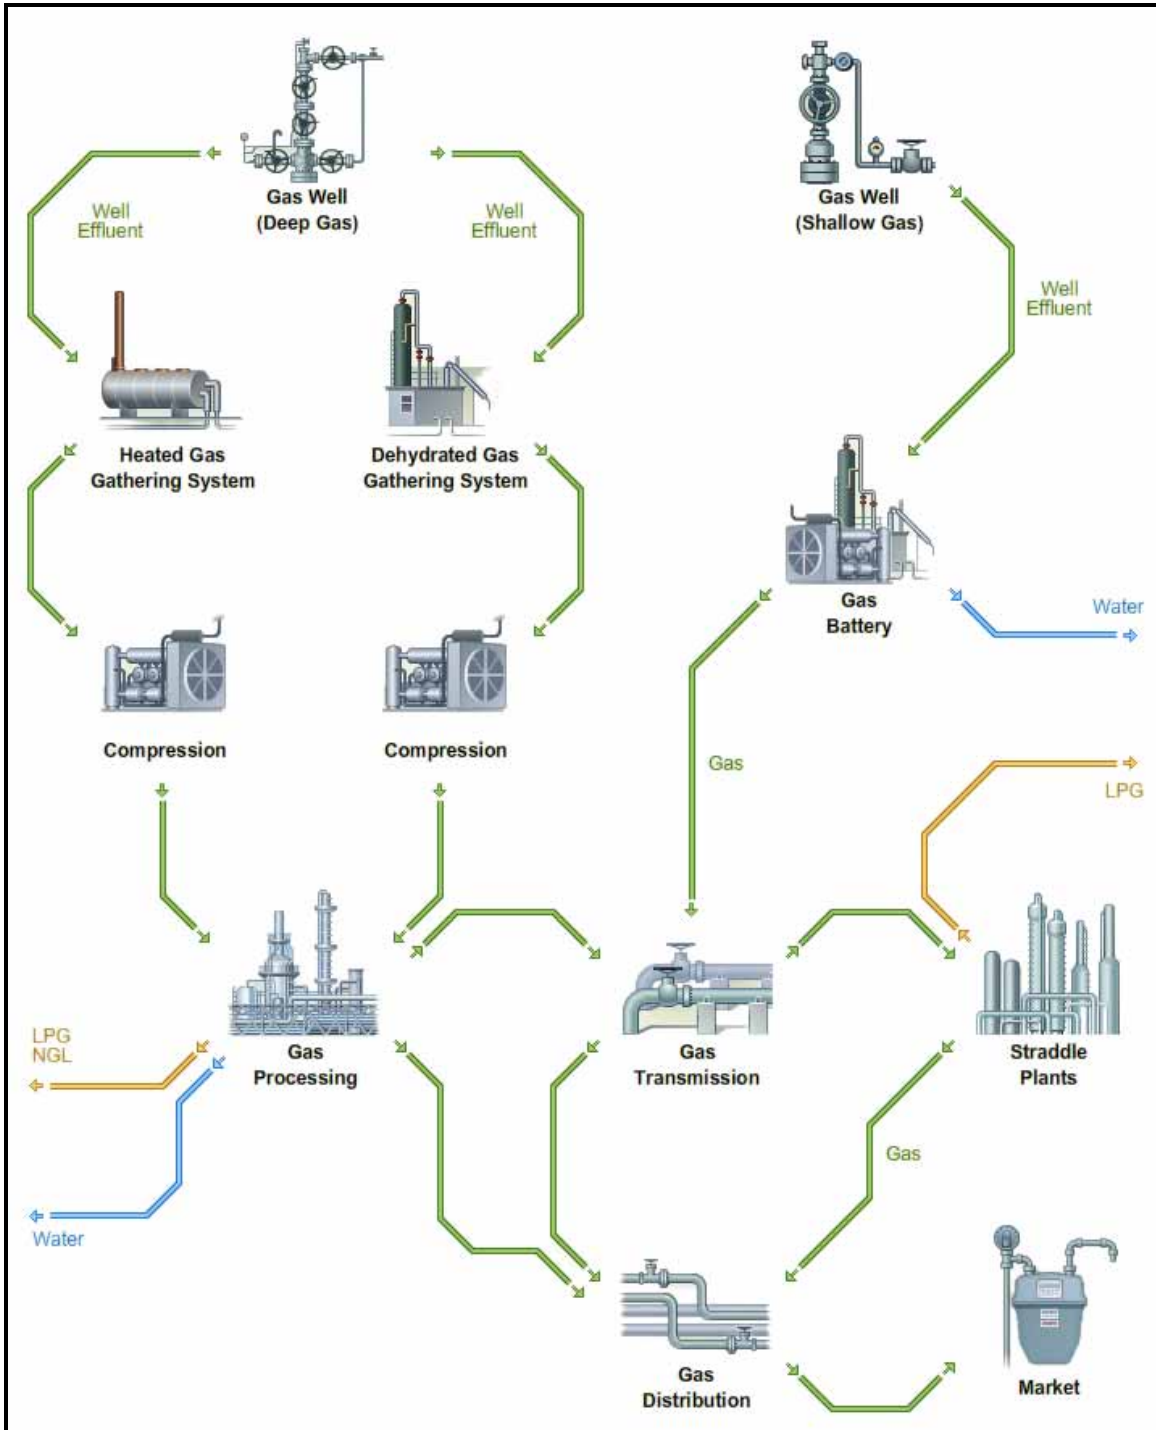 Gas Well
(Deep Gas)
Gas Well
(Shallow Gas)
Well
Effluent
Well
Effluent
Well
Effluent
Heated Gas
Gathering System
Dehydrated Gas
Gathering System
Gas
Battery
Water
Compression
Compression
Gas
LPG
LPG
NGL
Gas
Processing
Gas
Transmission
Straddle
Plants
Gas
Water
Gas
Distribution
Market